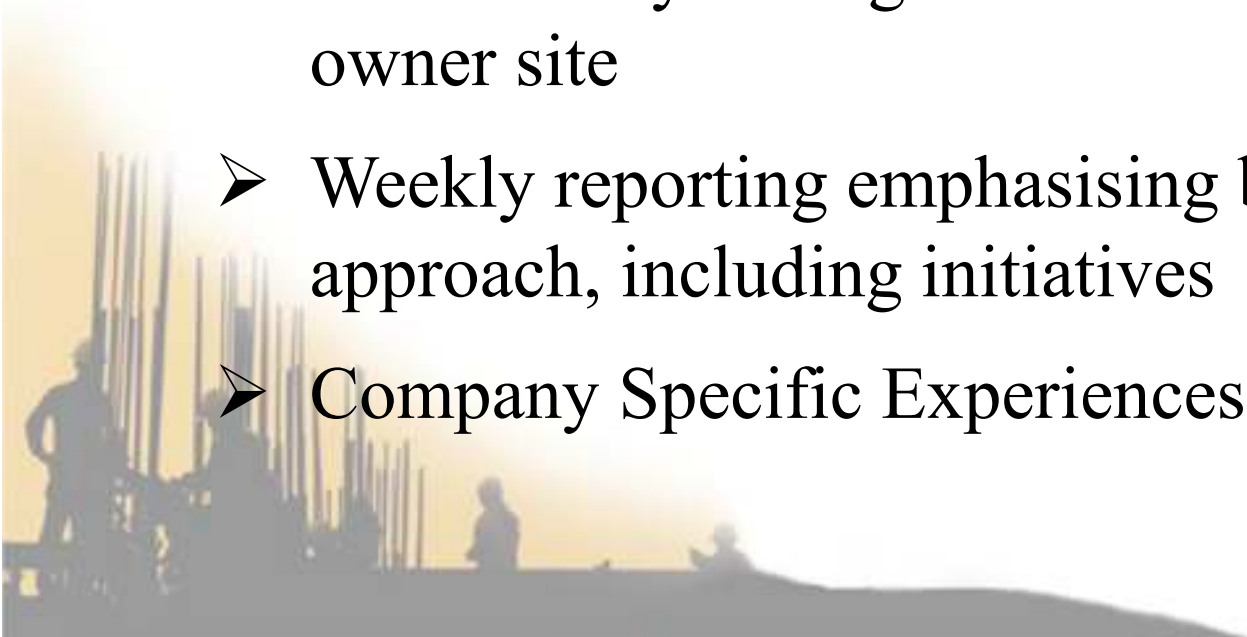 owner site
➢ Weekly reporting emphasising
approach, including initiatives
➢ Company Specific Experiences